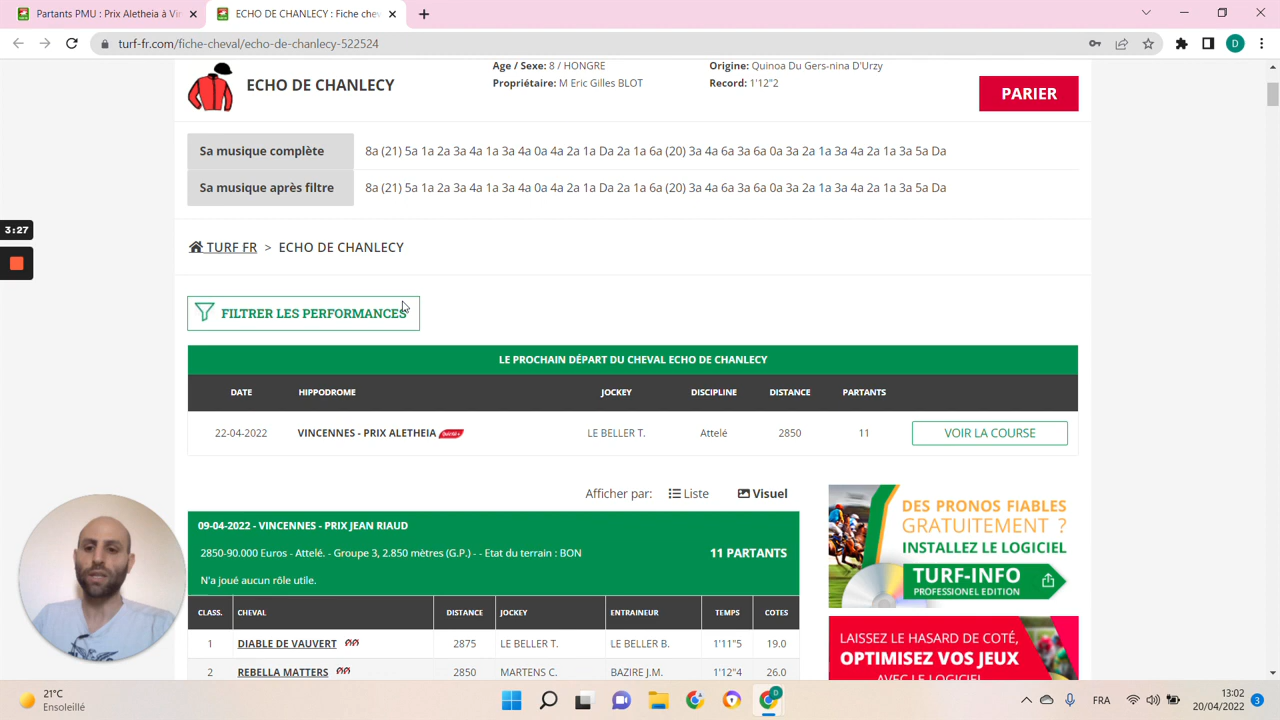 Partants PMU : Prix Aletheia à Vin
ECHO DE CHANLECY : Fiche chev
turf-fr.com/fiche-cheval/echo-de-chanlecy-522524
D
ECHO DE CHANLECY
Age / Sexe: 8 / HONGRE
Origine: Quinoa Du Gers-nina D'Urzy
Propriétaire: M Eric Gilles BLOT
Record: 1'12"2
PARIER
Sa musique complète
8a (21) 5a 1a 2a 3a 4a 1a 3a 4a 0a 4a 2a 1a Da 2a 1a 6a (20) 3a 4a 6a 3a 6a 0a 3a 2a 1a 3a 4a 2a 1a 3a 5a Da
Sa musique après filtre
8a (21) 5a 1a 2a 3a 4a 1a 3a 4a 0a 4a 2a 1a Da 2a 1a 6a (20) 3a 4a 6a 3a 6a 0a 3a 2a 1a 3a 4a 2a 1a 3a 5a Da
3:27
TURF FR > ECHO DE CHANLECY
FILTRER LES PERFORMANCES
LE PROCHAIN DÉPART DU CHEVAL ECHO DE CHANLECY
DATE HIPPODROME JOCKEY DISCIPLINE DISTANCE PARTANTS
22-04-2022 VINCENNES - PRIX ALETHEIA LE BELLER T. Attelé 2850 11 VOIR LA COURSE
Afficher par: Liste Visuel
09-04-2022 - VINCENNES - PRIX JEAN RIAUD
2850-90.000 Euros - Attelé. - Groupe 3, 2.850 mètres (G.P.) - - Etat du terrain : BON
11 PARTANTS
N'a joué aucun rôle utile.
CLASS. CHEVAL DISTANCE JOCKEY ENTRAINEUR TEMPS COTES
1 DIABLE DE VAUVERT 2875 LE BELLER T. LE BELLER B. 1'11"5 19.0
2 REBELLA MATTERS 2850 MARTENS C. BAZIRE J.M. 1'12"4 26.0
DES PRONOS FIABLES
GRATUITEMENT ?
INSTALLEZ LE LOGICIEL
TURF-INFO
PROFESSIONEL EDITION
LAISSEZ LE HASARD DE COTÉ,
OPTIMISEZ VOS JEUX
AVEC LE LOGICIEL
21°C
Ensoleillé
D
FRA
13:02
20/04/2022
3